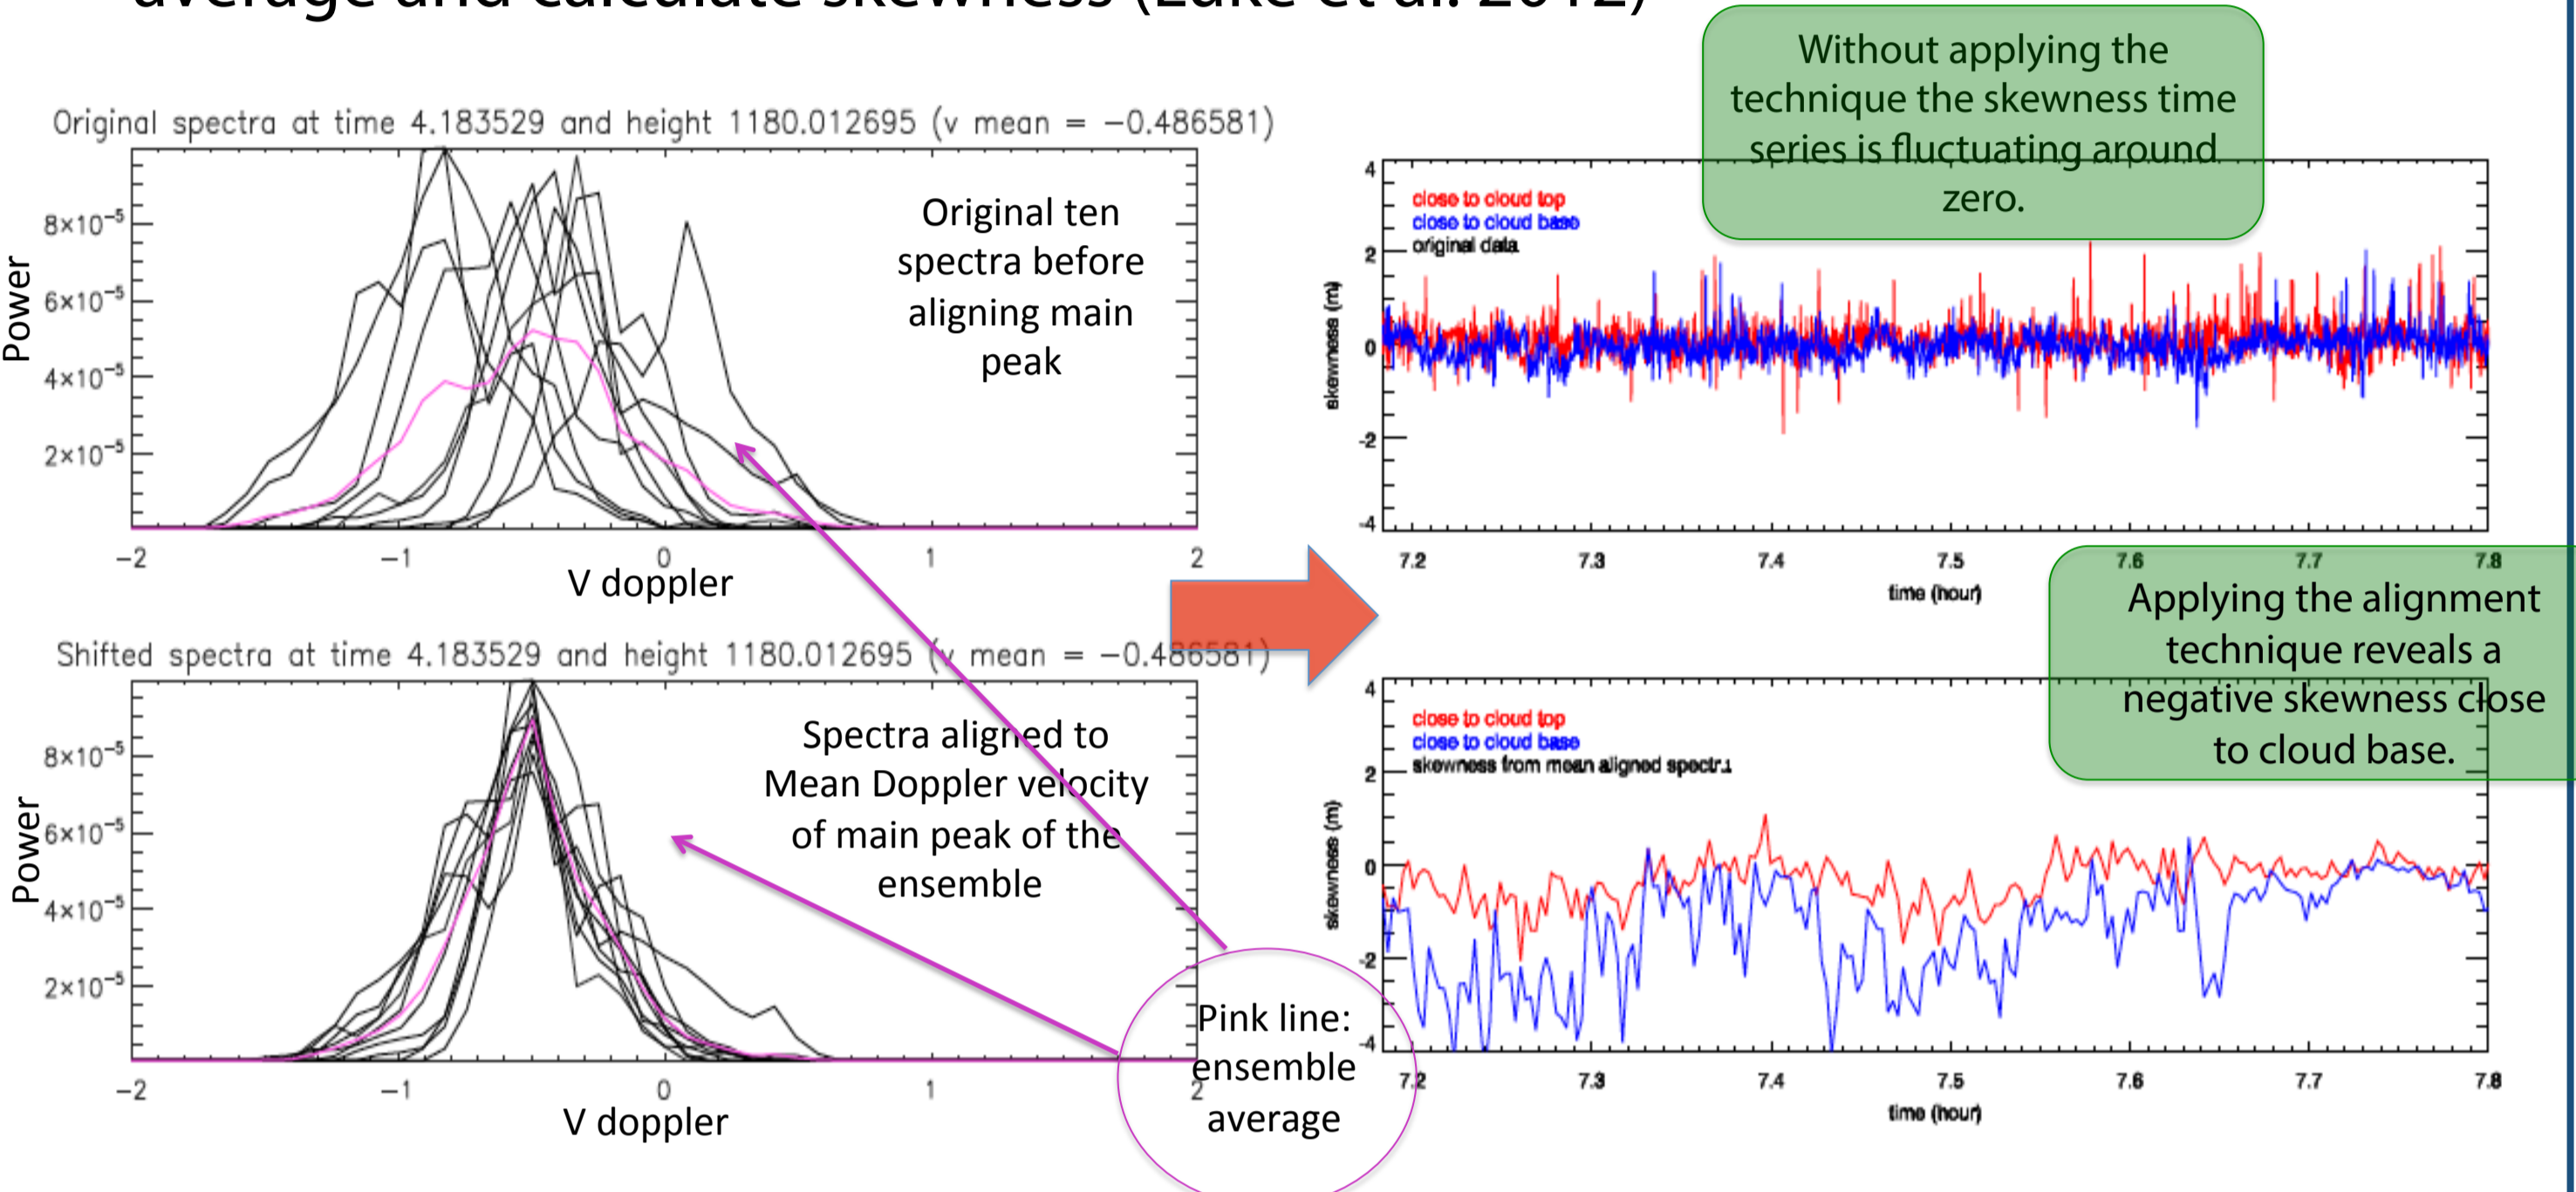 average and calculate skewness (Luke et al. 2012)
Original spectra at time 4.183529 and height 1180.012695 (v mean = −0.486581)
Power
8×10⁻⁵
6×10⁻⁵
4×10⁻⁵
2×10⁻⁵
Original ten
spectra before
aligning main
peak
−2 −1 0 1 2
V doppler
Shifted spectra at time 4.183529 and height 1180.012695 (v mean = −0.486581)
Power
8×10⁻⁵
6×10⁻⁵
4×10⁻⁵
2×10⁻⁵
Spectra aligned to
Mean Doppler velocity
of main peak of the
ensemble
−2 −1 0 1 2
V doppler
Pink line:
ensemble
average
Without applying the
technique the skewness time
series is fluctuating around
zero.
close to cloud top
close to cloud base
original data
skewness (m)
4
2
0
-2
-4
7.2 7.3 7.4 7.5 7.6 7.7 7.8
time (hour)
Applying the alignment
technique reveals a
negative skewness close
to cloud base.
close to cloud top
close to cloud base
skewness from mean aligned spectra
skewness (m)
4
2
0
-2
-4
7.2 7.3 7.4 7.5 7.6 7.7 7.8
time (hour)